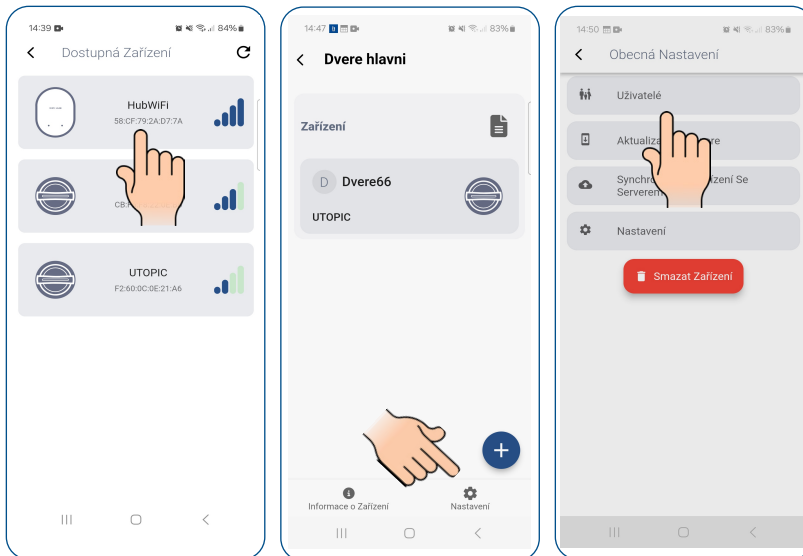 14:39
84%
Dostupná Zařízení
HubWiFi
58:CF:79:2A:D7:7A
UTOPIC
F2:60:0C:0E:21:A6
14:47
83%
Dvere hlavni
Zařízení
D Dvere66
UTOPIC
Informace o Zařízení
Nastavení
14:50
83%
Obecná Nastavení
Uživatelé
Serverem
Nastavení
Smazat Zařízení